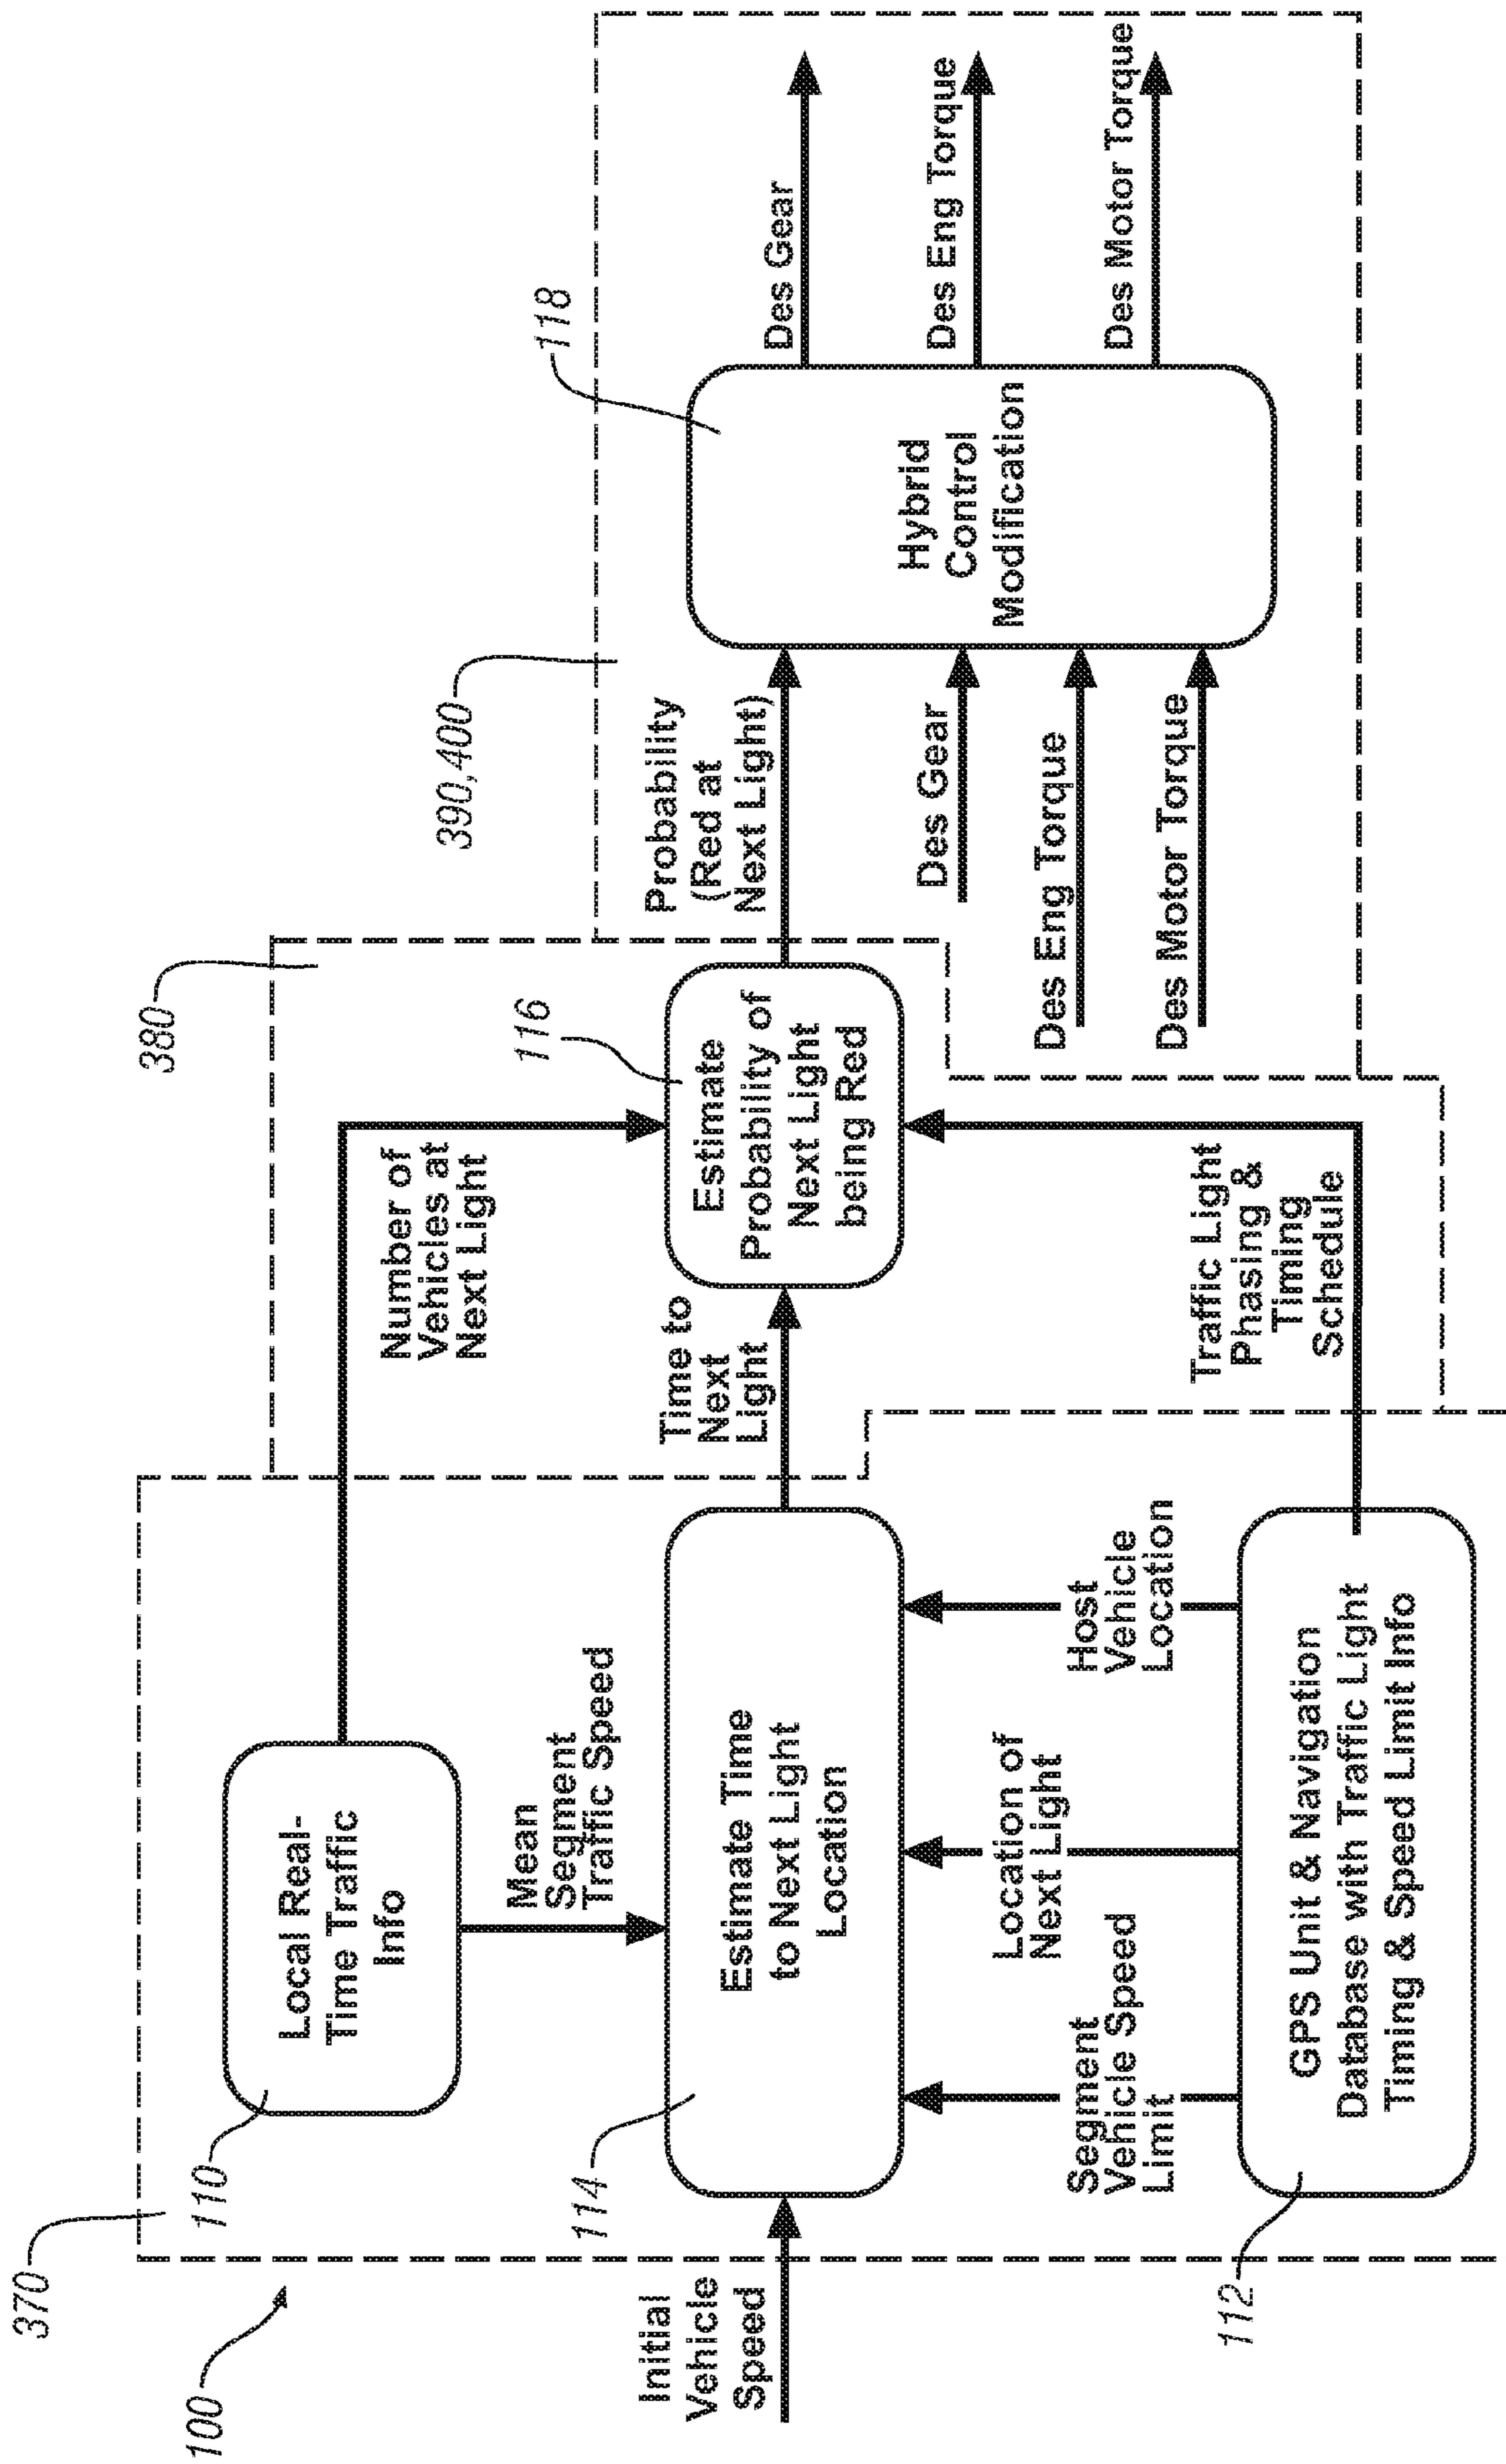 100
370
110
Local Real-
Time Traffic
Info
Number of
Vehicles at
Next Light
380
Mean
Segment
Traffic Speed
Initial
Vehicle
Speed
114
Estimate Time
to Next Light
Location
Time to
Next
Light
116
Estimate
Probability of
Next Light
being Red
Segment
Vehicle Speed
Limit
Location of
Next Light
Host
Vehicle
Location
112
GPS Unit & Navigation
Database with Traffic Light
Timing & Speed Limit Info
Traffic Light
Phasing &
Timing
Schedule
390,400
Probability
(Red at
Next Light)
Des Gear
Des Eng Torque
Des Motor Torque
118
Hybrid
Control
Modification
Des Gear
Des Eng Torque
Des Motor Torque